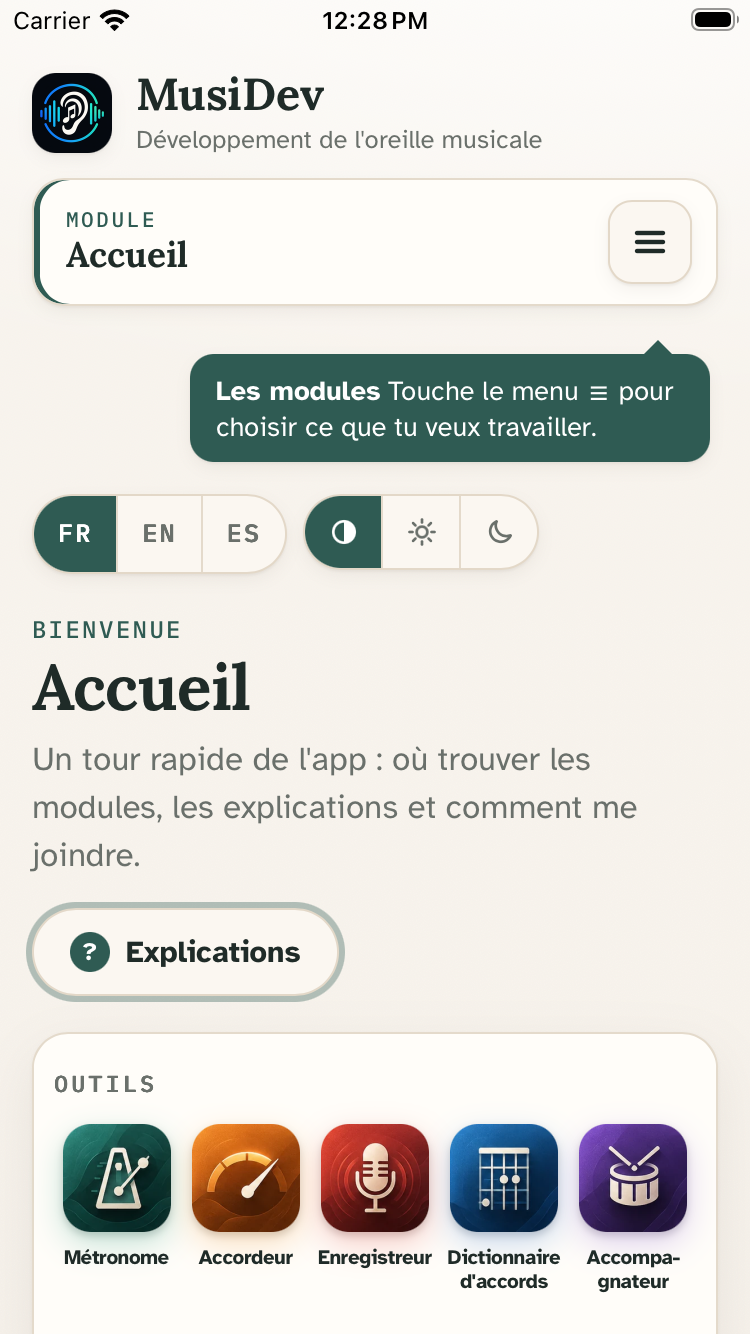 Carrier 12:28 PM
MusiDev
Développement de l'oreille musicale
MODULE
Accueil
Les modules Touche le menu ≡ pour
choisir ce que tu veux travailler.
FR EN ES
BIENVENUE
Accueil
Un tour rapide de l'app : où trouver les
modules, les explications et comment me
joindre.
? Explications
OUTILS
Métronome Accordeur Enregistreur Dictionnaire d'accords Accompa-
gnateur